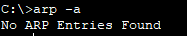 C:\>arp -a
No ARP Entries Found